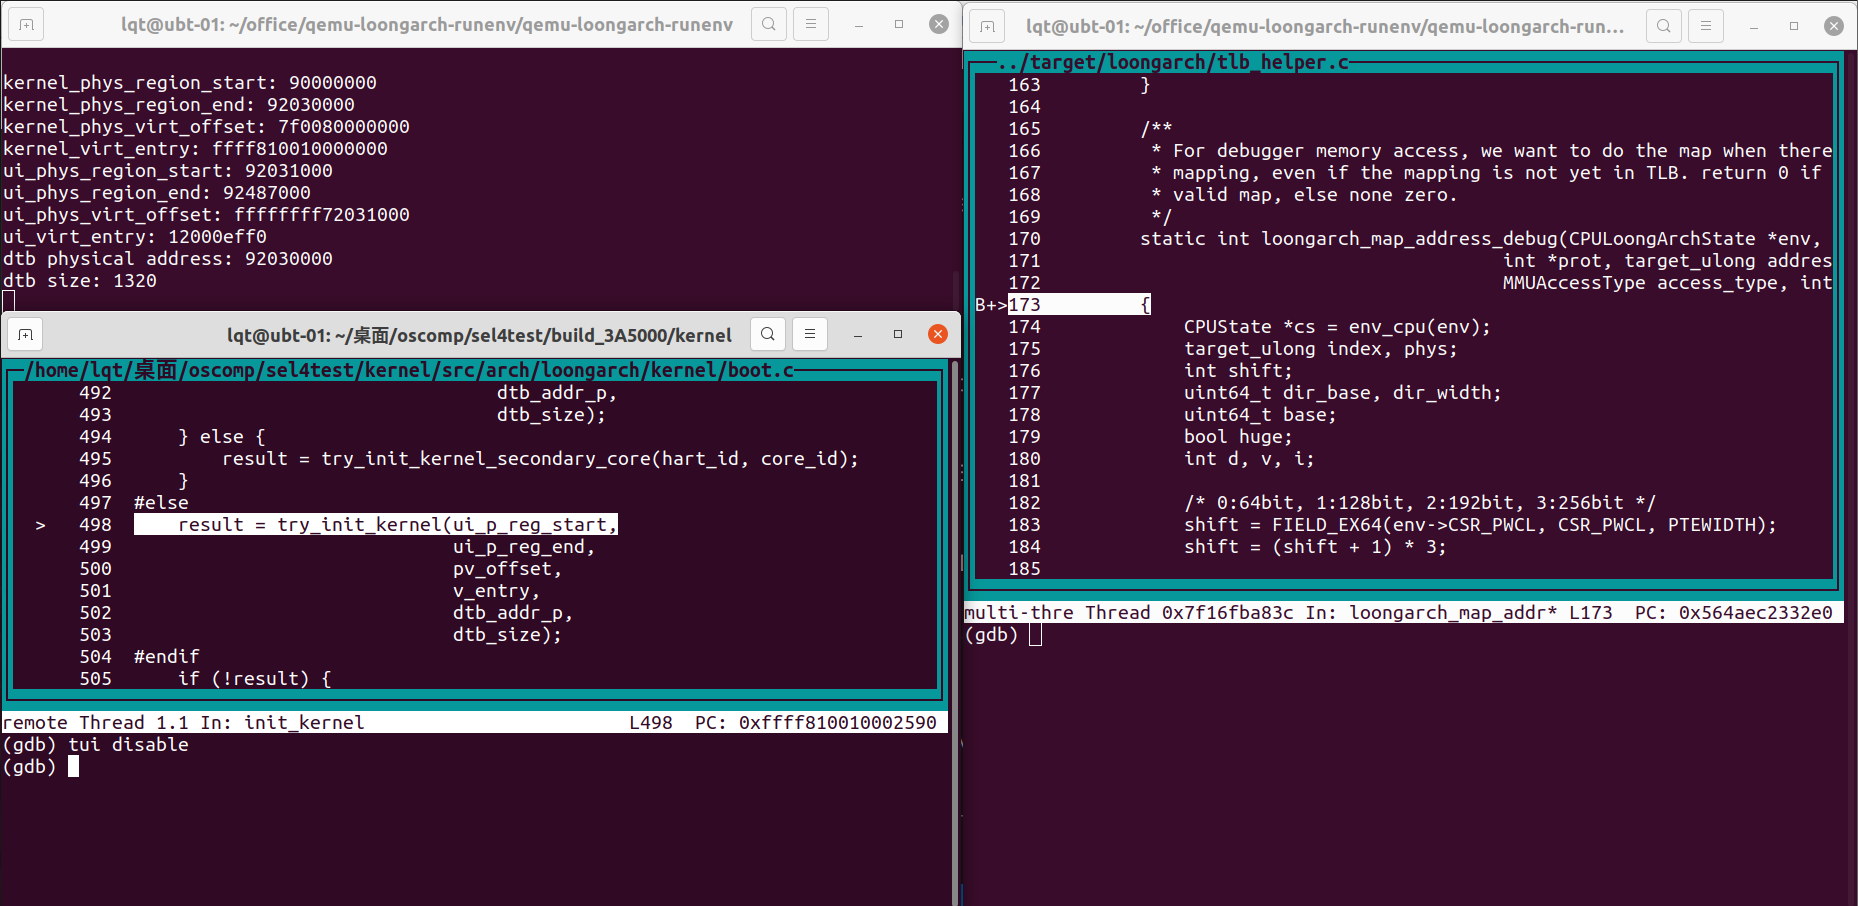 lqt@ubt-01: ~/office/qemu-loongarch-runenv/qemu-loongarch-runenv
kernel_phys_region_start: 90000000
kernel_phys_region_end: 92030000
kernel_phys_virt_offset: 7f0080000000
kernel_virt_entry: ffff810010000000
ui_phys_region_start: 92031000
ui_phys_region_end: 92487000
ui_phys_virt_offset: ffffffff72031000
ui_virt_entry: 12000eff0
dtb physical address: 92030000
dtb size: 1320
lqt@ubt-01: ~/桌面/oscomp/sel4test/build_3A5000/kernel
/home/lqt/桌面/oscomp/sel4test/kernel/src/arch/loongarch/kernel/boot.c
492                                   dtb_addr_p,
493                                   dtb_size);
494      } else {
495          result = try_init_kernel_secondary_core(hart_id, core_id);
496      }
497  #else
> 498      result = try_init_kernel(ui_p_reg_start,
499                               ui_p_reg_end,
500                               pv_offset,
501                               v_entry,
502                               dtb_addr_p,
503                               dtb_size);
504  #endif
505      if (!result) {
remote Thread 1.1 In: init_kernel L498 PC: 0xffff810010002590
(gdb) tui disable
(gdb)
lqt@ubt-01: ~/office/qemu-loongarch-runenv/qemu-loongarch-run...
../target/loongarch/tlb_helper.c
163         }
164
165         /**
166          * For debugger memory access, we want to do the map when there
167          * mapping, even if the mapping is not yet in TLB. return 0 if
168          * valid map, else none zero.
169          */
170         static int loongarch_map_address_debug(CPULoongArchState *env,
171                                          int *prot, target_ulong addres
172                                          MMUAccessType access_type, int
B+>173         {
174             CPUState *cs = env_cpu(env);
175             target_ulong index, phys;
176             int shift;
177             uint64_t dir_base, dir_width;
178             uint64_t base;
179             bool huge;
180             int d, v, i;
181
182             /* 0:64bit, 1:128bit, 2:192bit, 3:256bit */
183             shift = FIELD_EX64(env->CSR_PWCL, CSR_PWCL, PTEWIDTH);
184             shift = (shift + 1) * 3;
185
multi-thre Thread 0x7f16fba83c In: loongarch_map_addr* L173 PC: 0x564aec2332e0
(gdb)